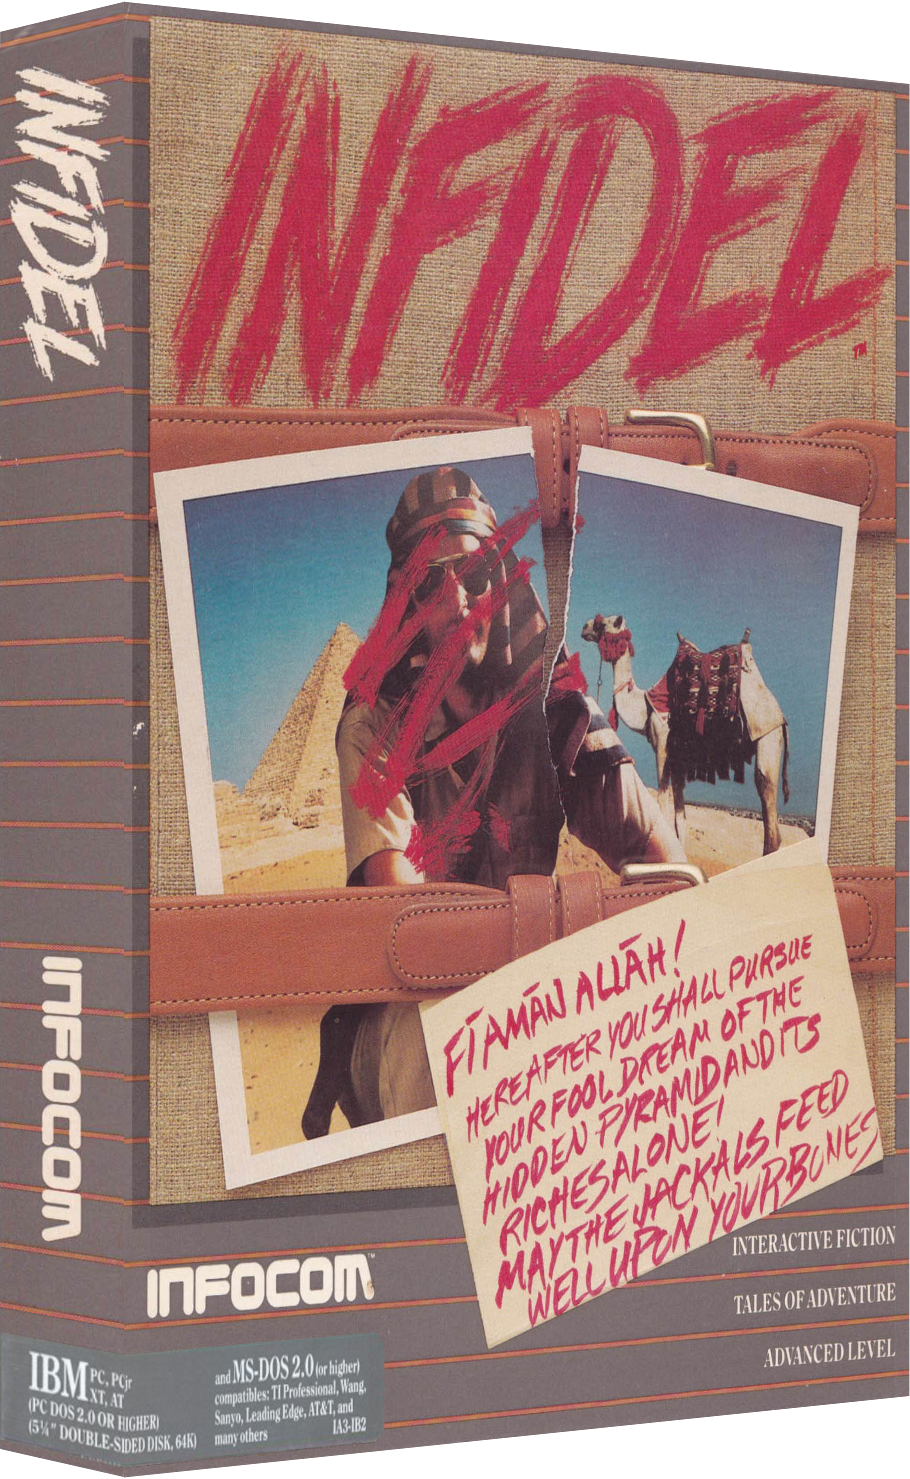 INFIDEL
INFOCOM
INFIDEL
™
FĪ AMĀN ALLĀH!
HEREAFTER YOU SHALL PURSUE
YOUR FOOL DREAM OF THE
HIDDEN PYRAMID AND ITS
RICHES ALONE!
MAY THE JACKALS FEED
WELL UPON YOUR BONES
INFOCOM™
INTERACTIVE FICTION
TALES OF ADVENTURE
ADVANCED LEVEL
IBM PC, PCjr
XT, AT
(PC DOS 2.0 OR HIGHER)
(5¼" DOUBLE-SIDED DISK, 64K)
and MS-DOS 2.0 (or higher)
compatibles: TI Professional, Wang,
Sanyo, Leading Edge, AT&T, and
many others IA3-IB2